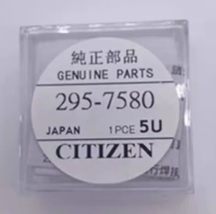 純正部品
GENUINE PARTS
295-7580
JAPAN 1PCE 5U
CITIZEN